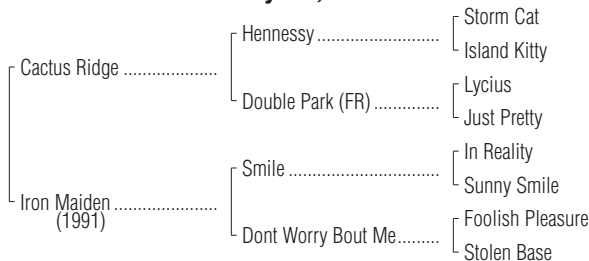 Hennessy
Storm Cat
Island Kitty
Cactus Ridge
Double Park (FR)
Lycius
Just Pretty
Smile
In Reality
Sunny Smile
Iron Maiden
(1991)
Dont Worry Bout Me
Foolish Pleasure
Stolen Base